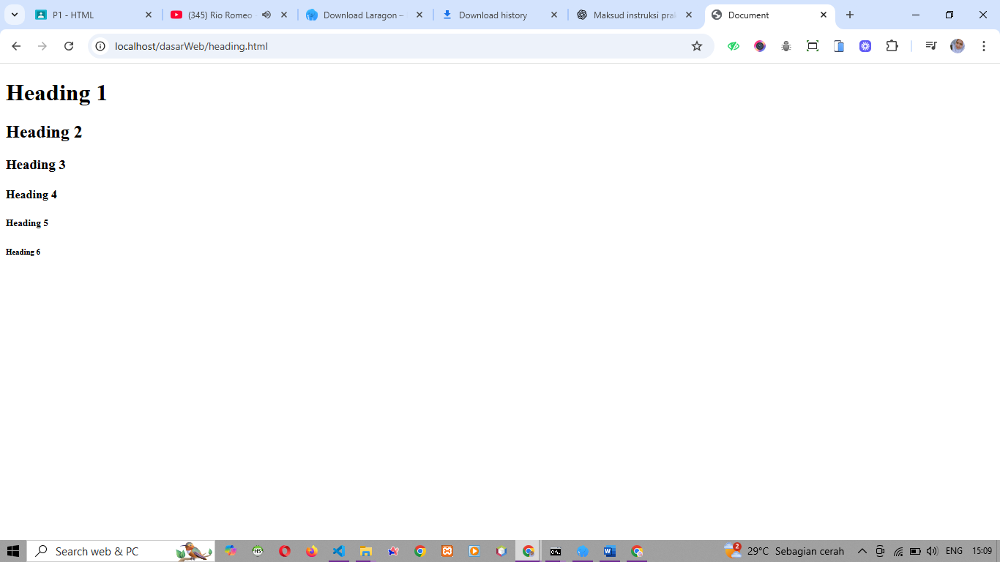 P1 - HTML
(345) Rio Romeo
Download Laragon –
Download history
Maksud instruksi pra
Document
localhost/dasarWeb/heading.html
Heading 1
Heading 2
Heading 3
Heading 4
Heading 5
Heading 6
Search web & PC
HS
C:\
2
29°C Sebagian cerah
ENG
15:09